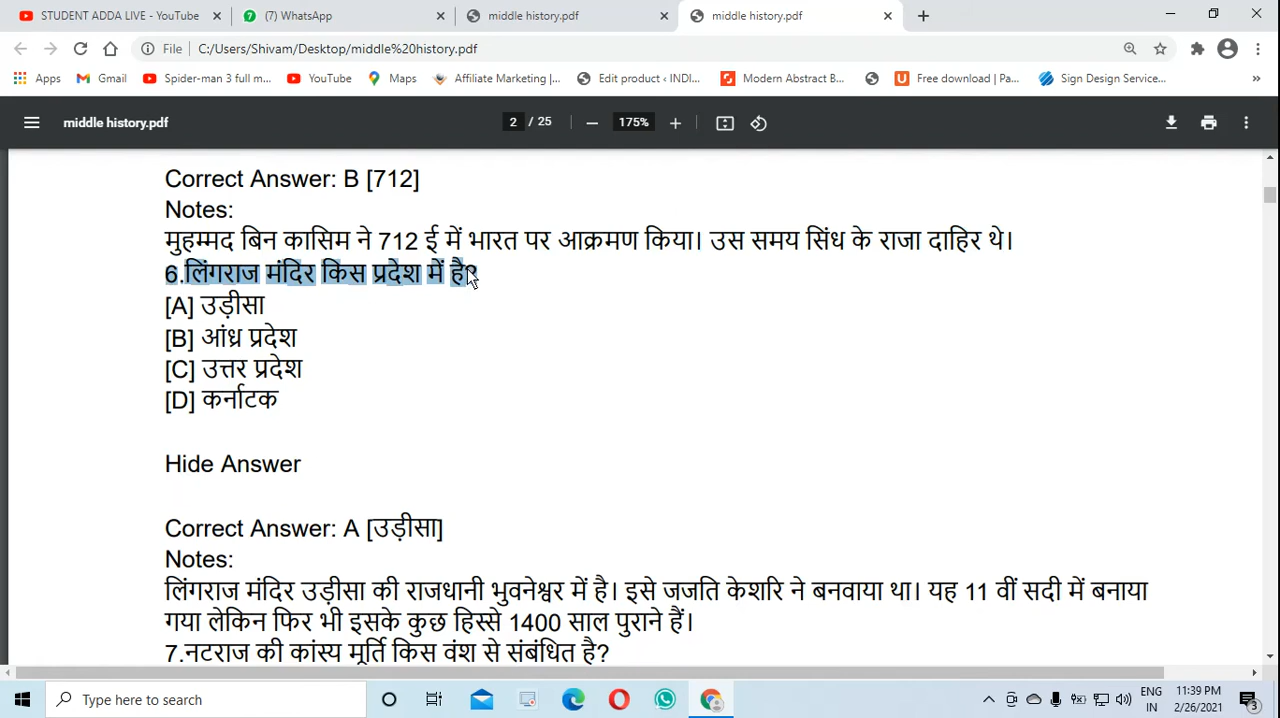 STUDENT ADDA LIVE - YouTube
(7) WhatsApp
middle history.pdf
middle history.pdf
File
C:/Users/Shivam/Desktop/middle%20history.pdf
Apps
Gmail
Spider-man 3 full m...
YouTube
Maps
Affiliate Marketing |...
Edit product ‹ INDI...
Modern Abstract B...
Free download | Pa...
Sign Design Service...
»
middle history.pdf
2 / 25
175%
Correct Answer: B [712]
Notes:
मुहम्मद बिन कासिम ने 712 ई में भारत पर आक्रमण किया। उस समय सिंध के राजा दाहिर थे।
6.लिंगराज मंदिर किस प्रदेश में है?
[A] उड़ीसा
[B] आंध्र प्रदेश
[C] उत्तर प्रदेश
[D] कर्नाटक
Hide Answer
Correct Answer: A [उड़ीसा]
Notes:
लिंगराज मंदिर उड़ीसा की राजधानी भुवनेश्वर में है। इसे जजति केशरि ने बनवाया था। यह 11 वीं सदी में बनाया
गया लेकिन फिर भी इसके कुछ हिस्से 1400 साल पुराने हैं।
7.नटराज की कांस्य मूर्ति किस वंश से संबंधित है?
Type here to search
ENG
IN
11:39 PM
2/26/2021
3